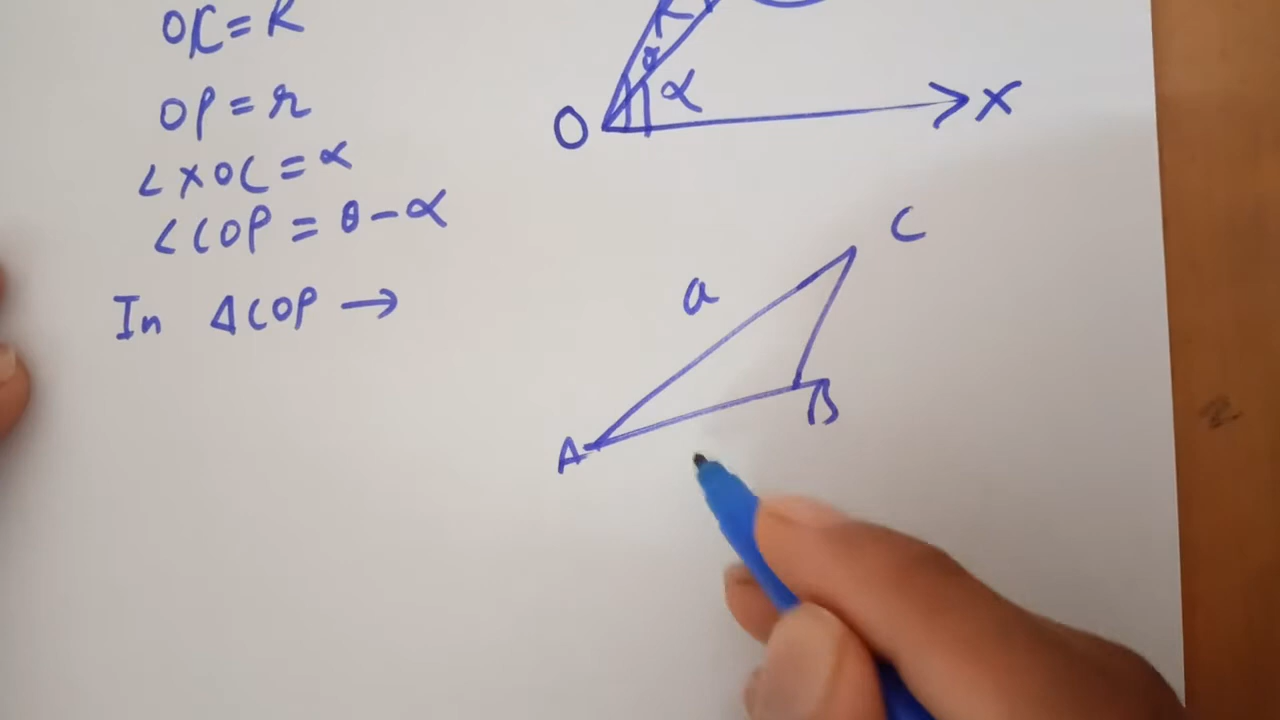 OC = R
OP = r
∠XOC = α
∠COP = θ - α
In ΔCOP →
R
α
α
O
X
C
a
A
B